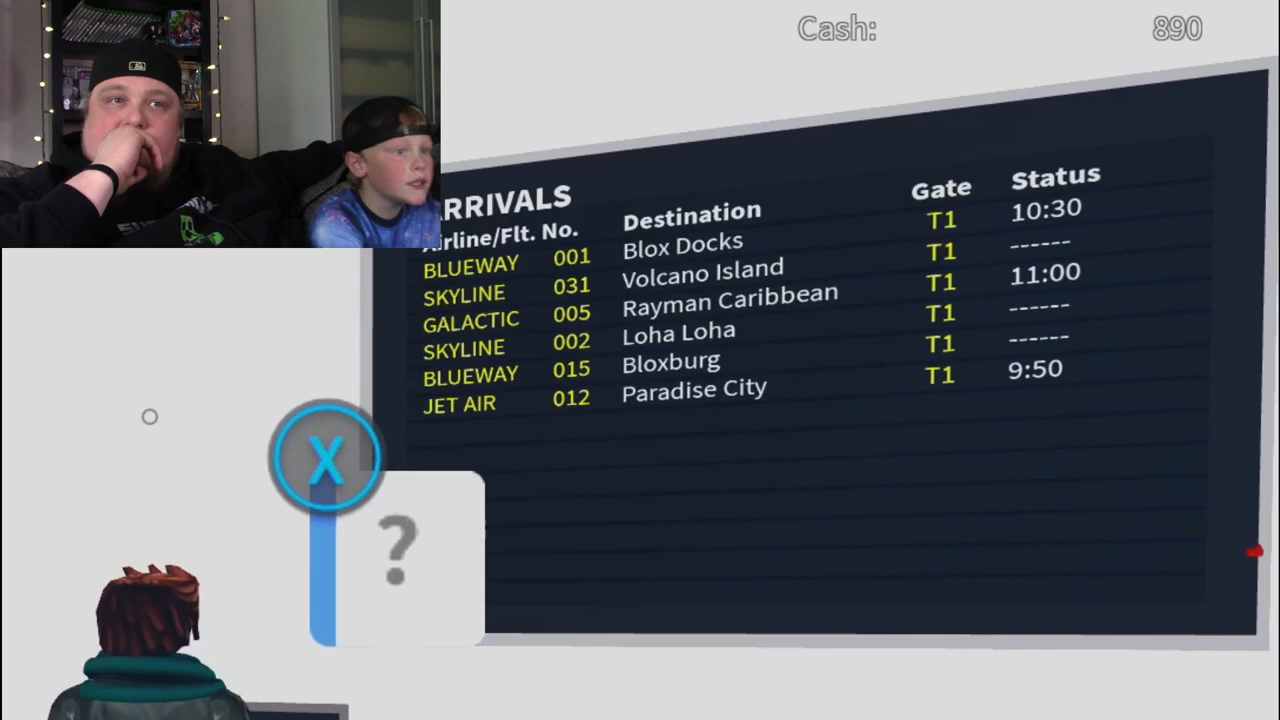 Cash: 890
RRIVALS
Airline/Flt. No. Destination Gate Status
BLUEWAY 001 Blox Docks T1 10:30
SKYLINE 031 Volcano Island T1 ------
GALACTIC 005 Rayman Caribbean T1 11:00
SKYLINE 002 Loha Loha T1 ------
BLUEWAY 015 Bloxburg T1 ------
JET AIR 012 Paradise City T1 9:50
X
?